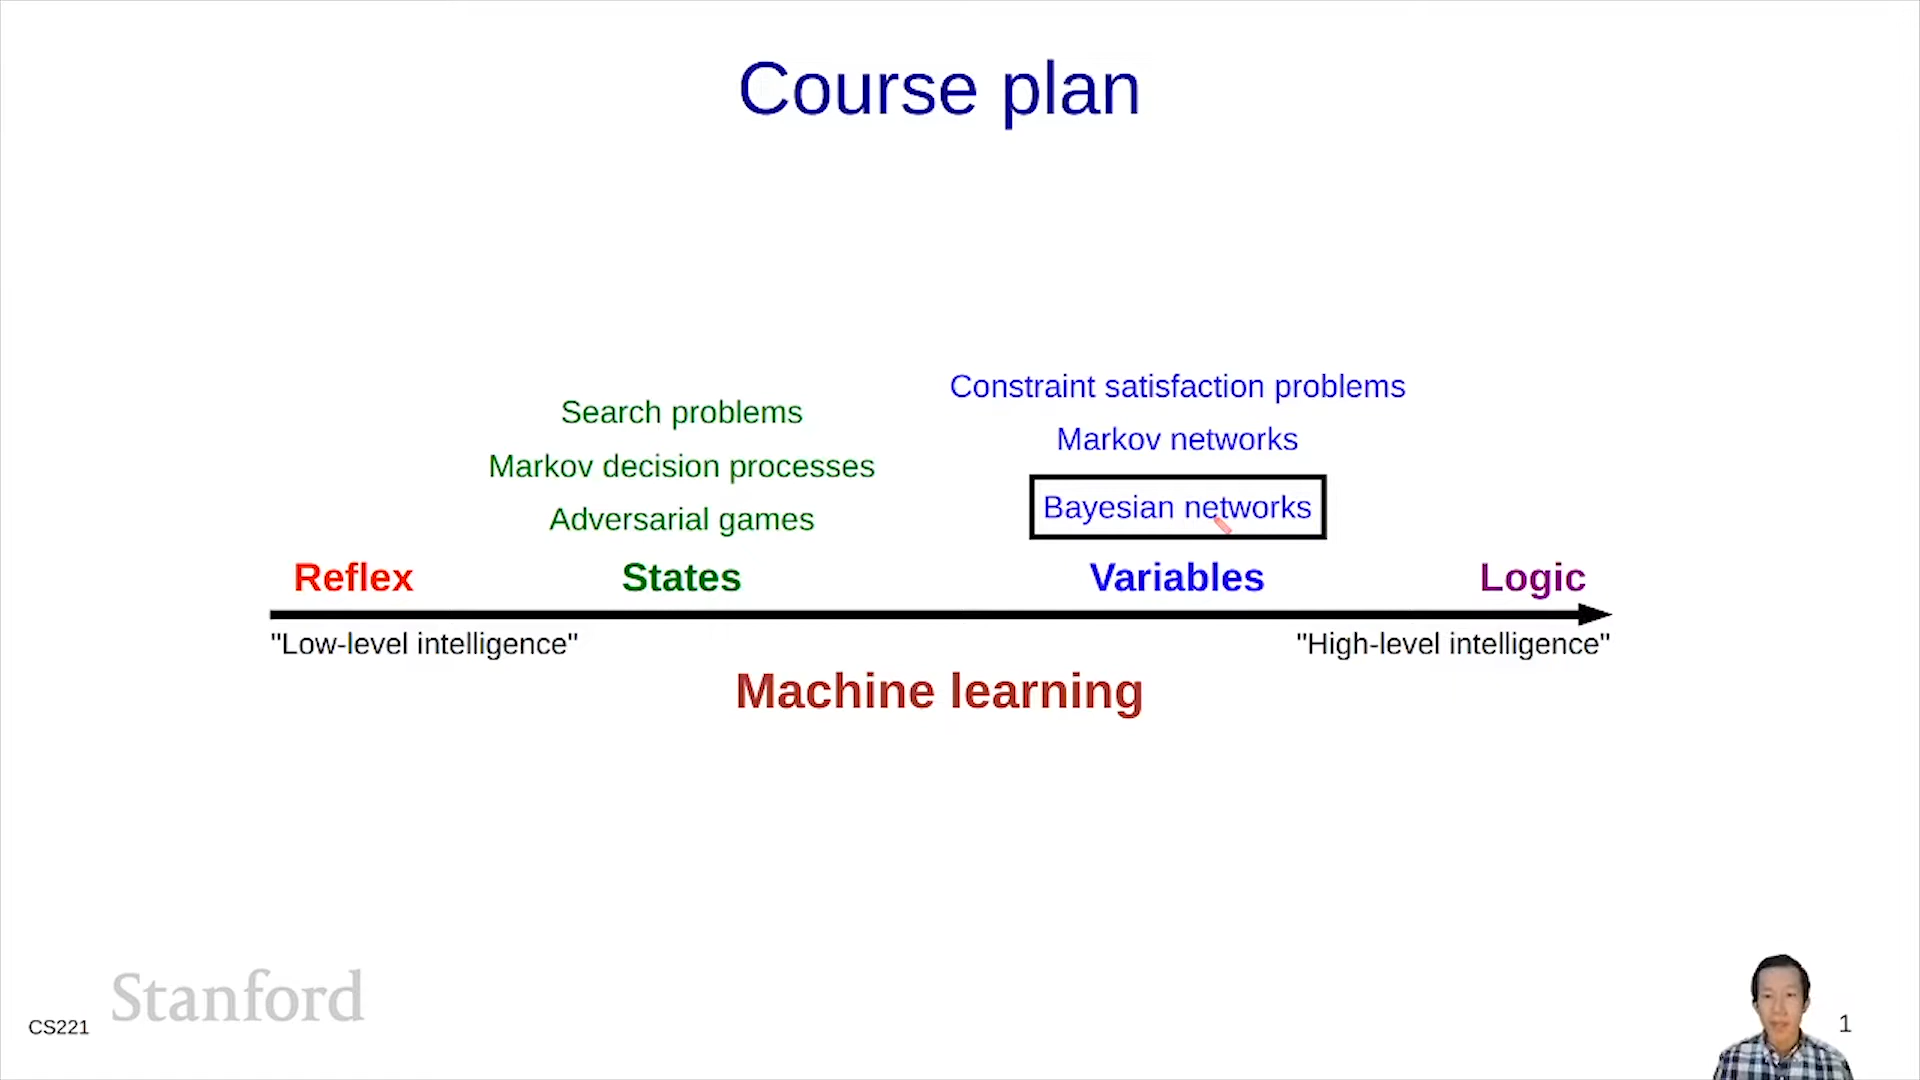 Course plan
Constraint satisfaction problems
Search problems
Markov networks
Markov decision processes
Bayesian networks
Adversarial games
Reflex States Variables Logic
"Low-level intelligence" "High-level intelligence"
Machine learning
Stanford
CS221
1